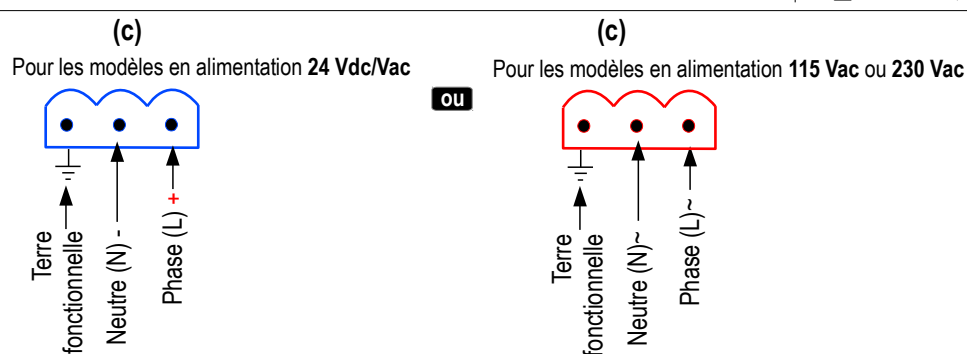 (c)
Pour les modèles en alimentation 24 Vdc/Vac
Terre
fonctionnelle
Neutre (N) -
Phase (L) +
ou
(c)
Pour les modèles en alimentation 115 Vac ou 230 Vac
Terre
fonctionnelle
Neutre (N)~
Phase (L)~